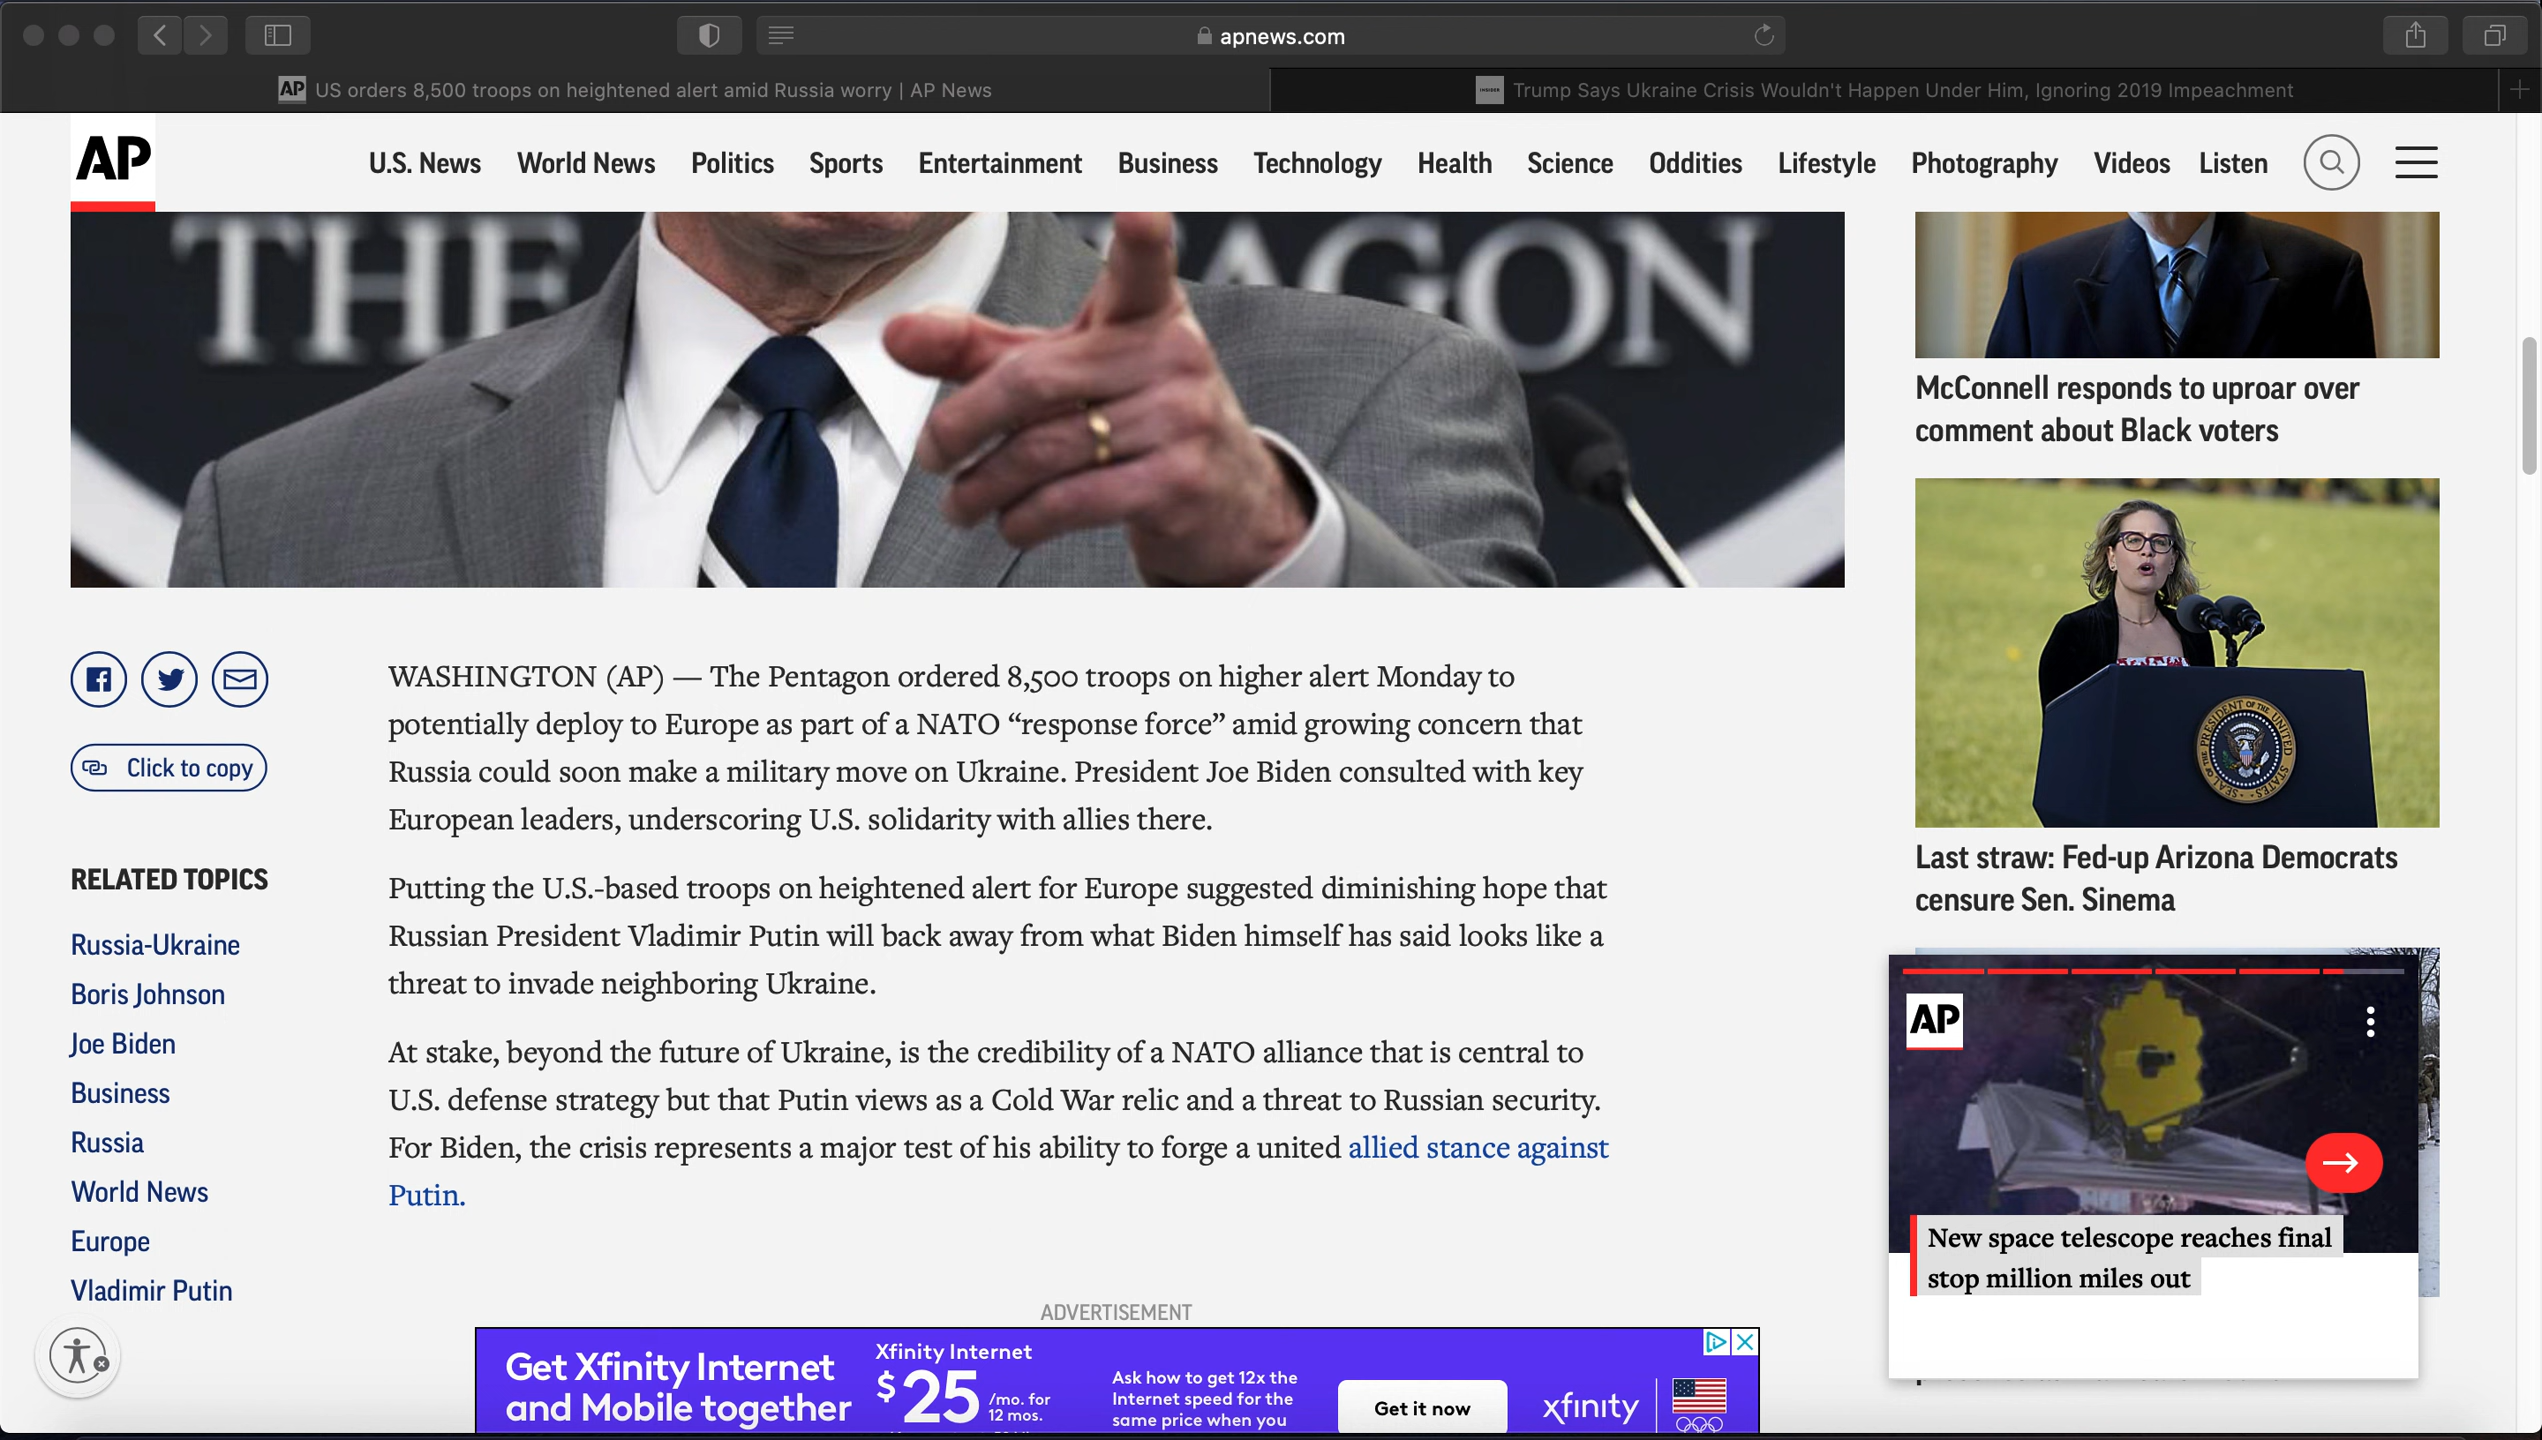 apnews.com
AP US orders 8,500 troops on heightened alert amid Russia worry | AP News
INSIDER Trump Says Ukraine Crisis Wouldn't Happen Under Him, Ignoring 2019 Impeachment
AP
U.S. News World News Politics Sports Entertainment Business Technology Health Science Oddities Lifestyle Photography Videos Listen
THE AGON
McConnell responds to uproar over
comment about Black voters
SEAL OF THE PRESIDENT OF THE UNITED STATES
Last straw: Fed-up Arizona Democrats
censure Sen. Sinema
Click to copy
RELATED TOPICS
Russia-Ukraine
Boris Johnson
Joe Biden
Business
Russia
World News
Europe
Vladimir Putin
WASHINGTON (AP) — The Pentagon ordered 8,500 troops on higher alert Monday to
potentially deploy to Europe as part of a NATO “response force” amid growing concern that
Russia could soon make a military move on Ukraine. President Joe Biden consulted with key
European leaders, underscoring U.S. solidarity with allies there.
Putting the U.S.-based troops on heightened alert for Europe suggested diminishing hope that
Russian President Vladimir Putin will back away from what Biden himself has said looks like a
threat to invade neighboring Ukraine.
At stake, beyond the future of Ukraine, is the credibility of a NATO alliance that is central to
U.S. defense strategy but that Putin views as a Cold War relic and a threat to Russian security.
For Biden, the crisis represents a major test of his ability to forge a united allied stance against
Putin.
AP
New space telescope reaches final
stop million miles out
ADVERTISEMENT
Get Xfinity Internet
and Mobile together
Xfinity Internet
$25 /mo. for
12 mos.
Ask how to get 12x the
Internet speed for the
same price when you
Get it now
xfinity